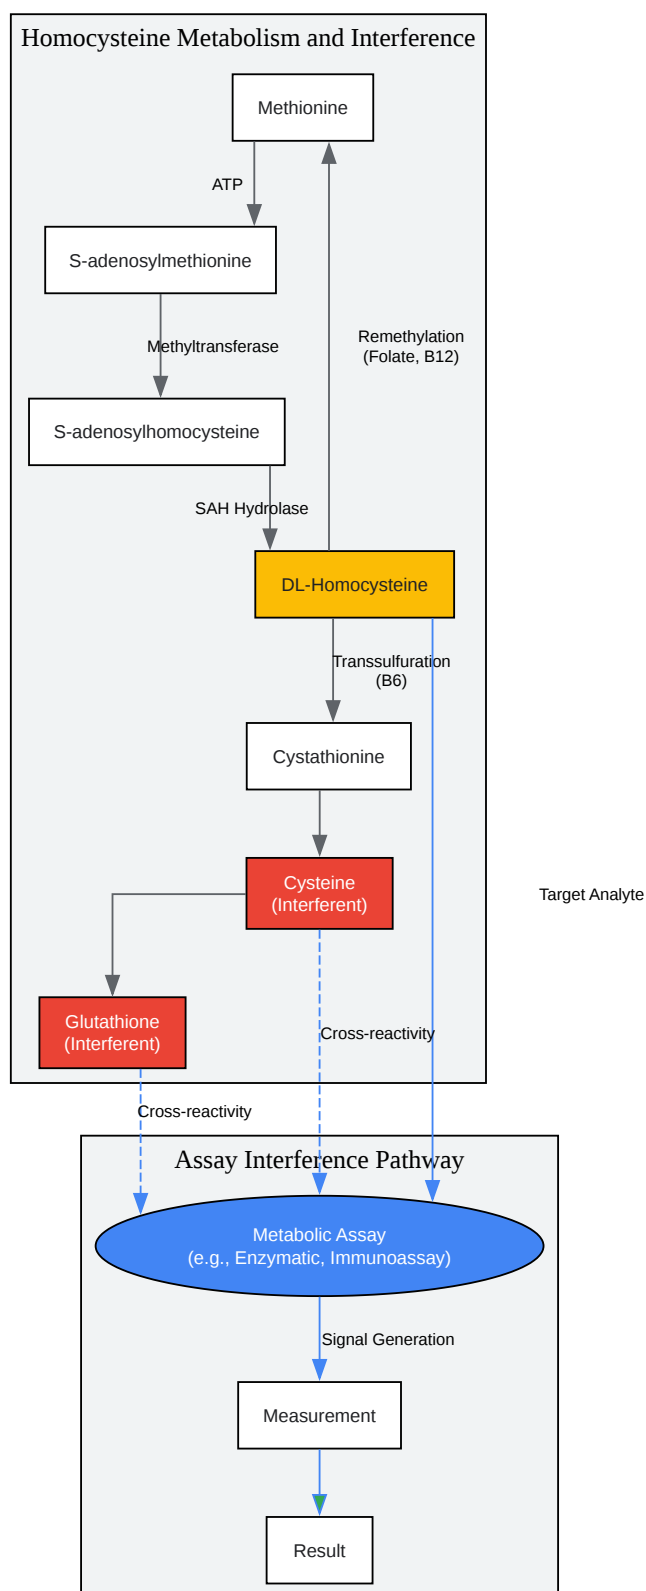 Homocysteine Metabolism and Interference
Methionine
ATP
S-adenosylmethionine
Remethylation
(Folate, B12)
Methyltransferase
S-adenosylhomocysteine
SAH Hydrolase
DL-Homocysteine
Transsulfuration
(B6)
Cystathionine
Cysteine
(Interferent)
Target Analyte
Glutathione
(Interferent)
Cross-reactivity
Cross-reactivity
Assay Interference Pathway
Metabolic Assay
(e.g., Enzymatic, Immunoassay)
Signal Generation
Measurement
Result